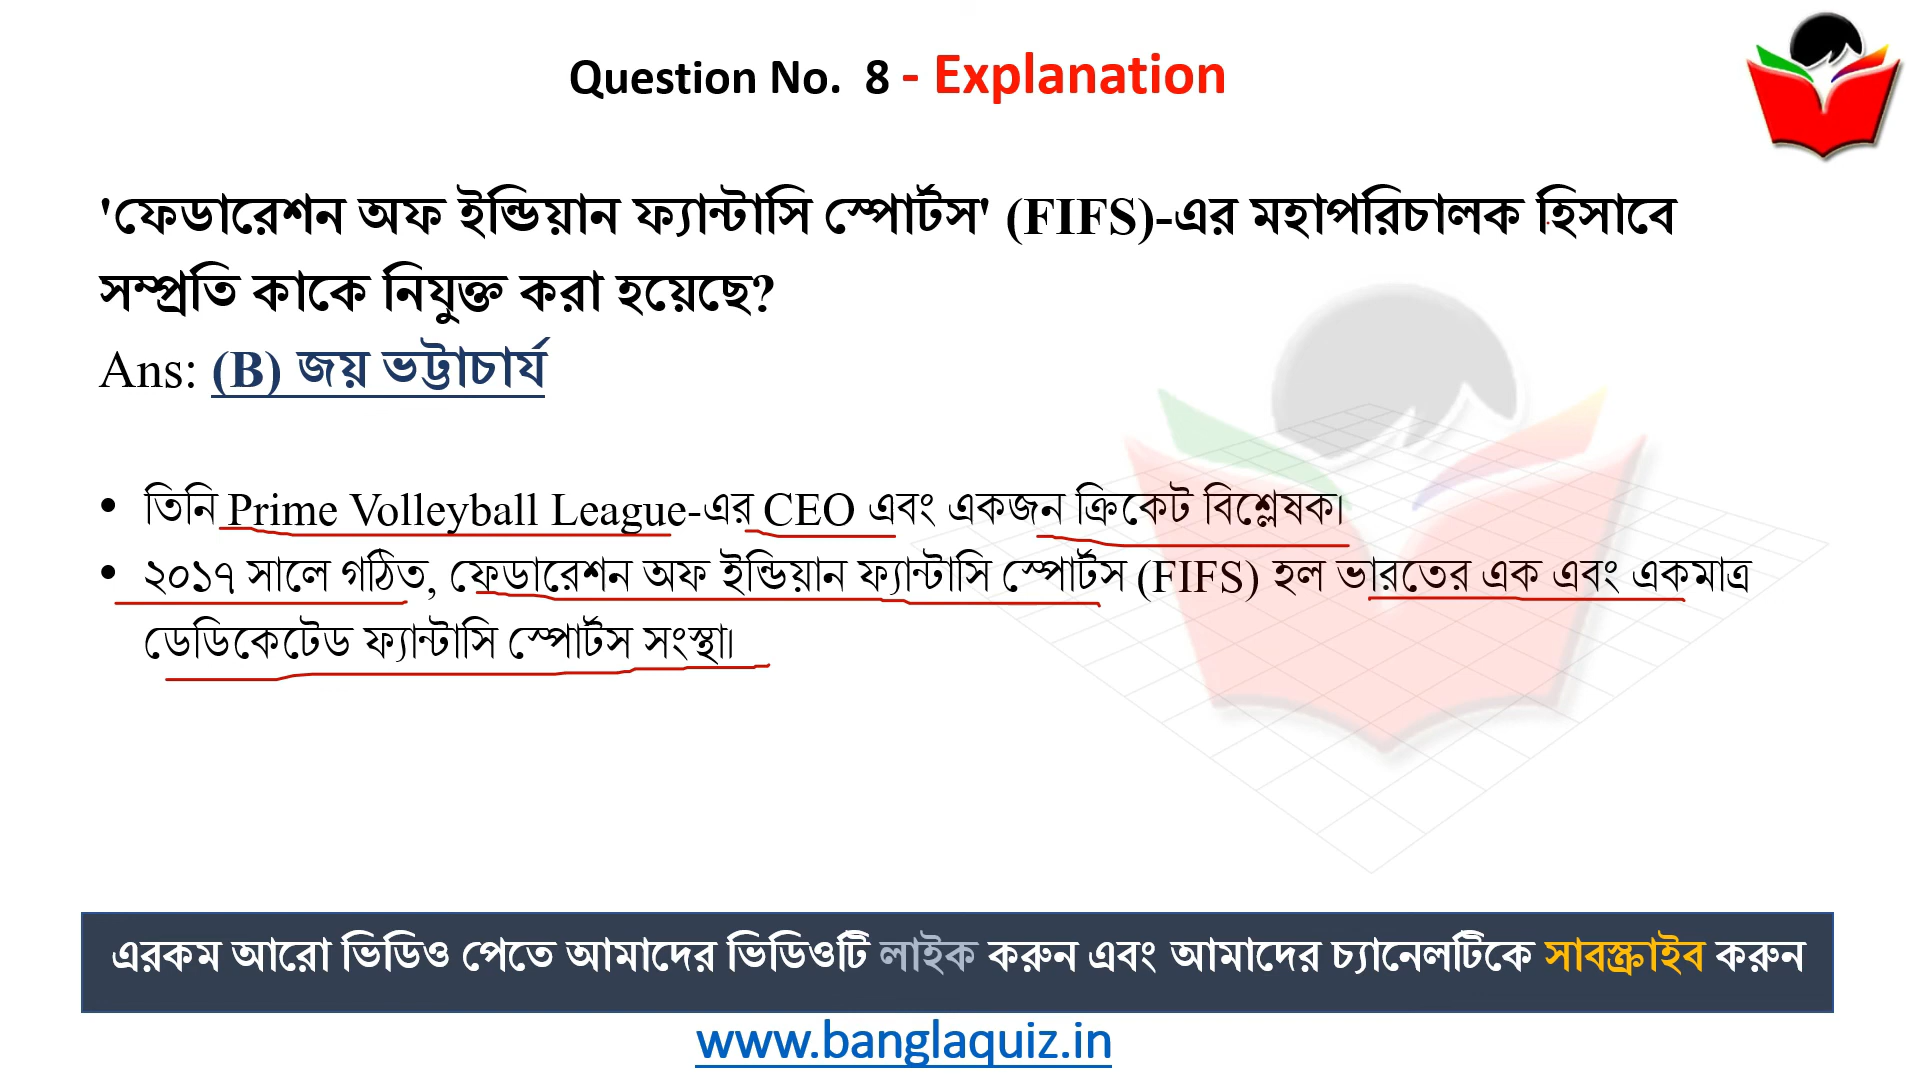 Question No. 8 - Explanation
'ফেডারেশন অফ ইন্ডিয়ান ফ্যান্টাসি স্পোর্টস' (FIFS)-এর মহাপরিচালক হিসাবে
সম্প্রতি কাকে নিযুক্ত করা হয়েছে?
Ans: (B) জয় ভট্টাচার্য
• তিনি Prime Volleyball League-এর CEO এবং একজন ক্রিকেট বিশ্লেষক।
• ২০১৭ সালে গঠিত, ফেডারেশন অফ ইন্ডিয়ান ফ্যান্টাসি স্পোর্টস (FIFS) হল ভারতের এক এবং একমাত্র
ডেডিকেটেড ফ্যান্টাসি স্পোর্টস সংস্থা।
এরকম আরো ভিডিও পেতে আমাদের ভিডিওটি লাইক করুন এবং আমাদের চ্যানেলটিকে সাবস্ক্রাইব করুন
www.banglaquiz.in